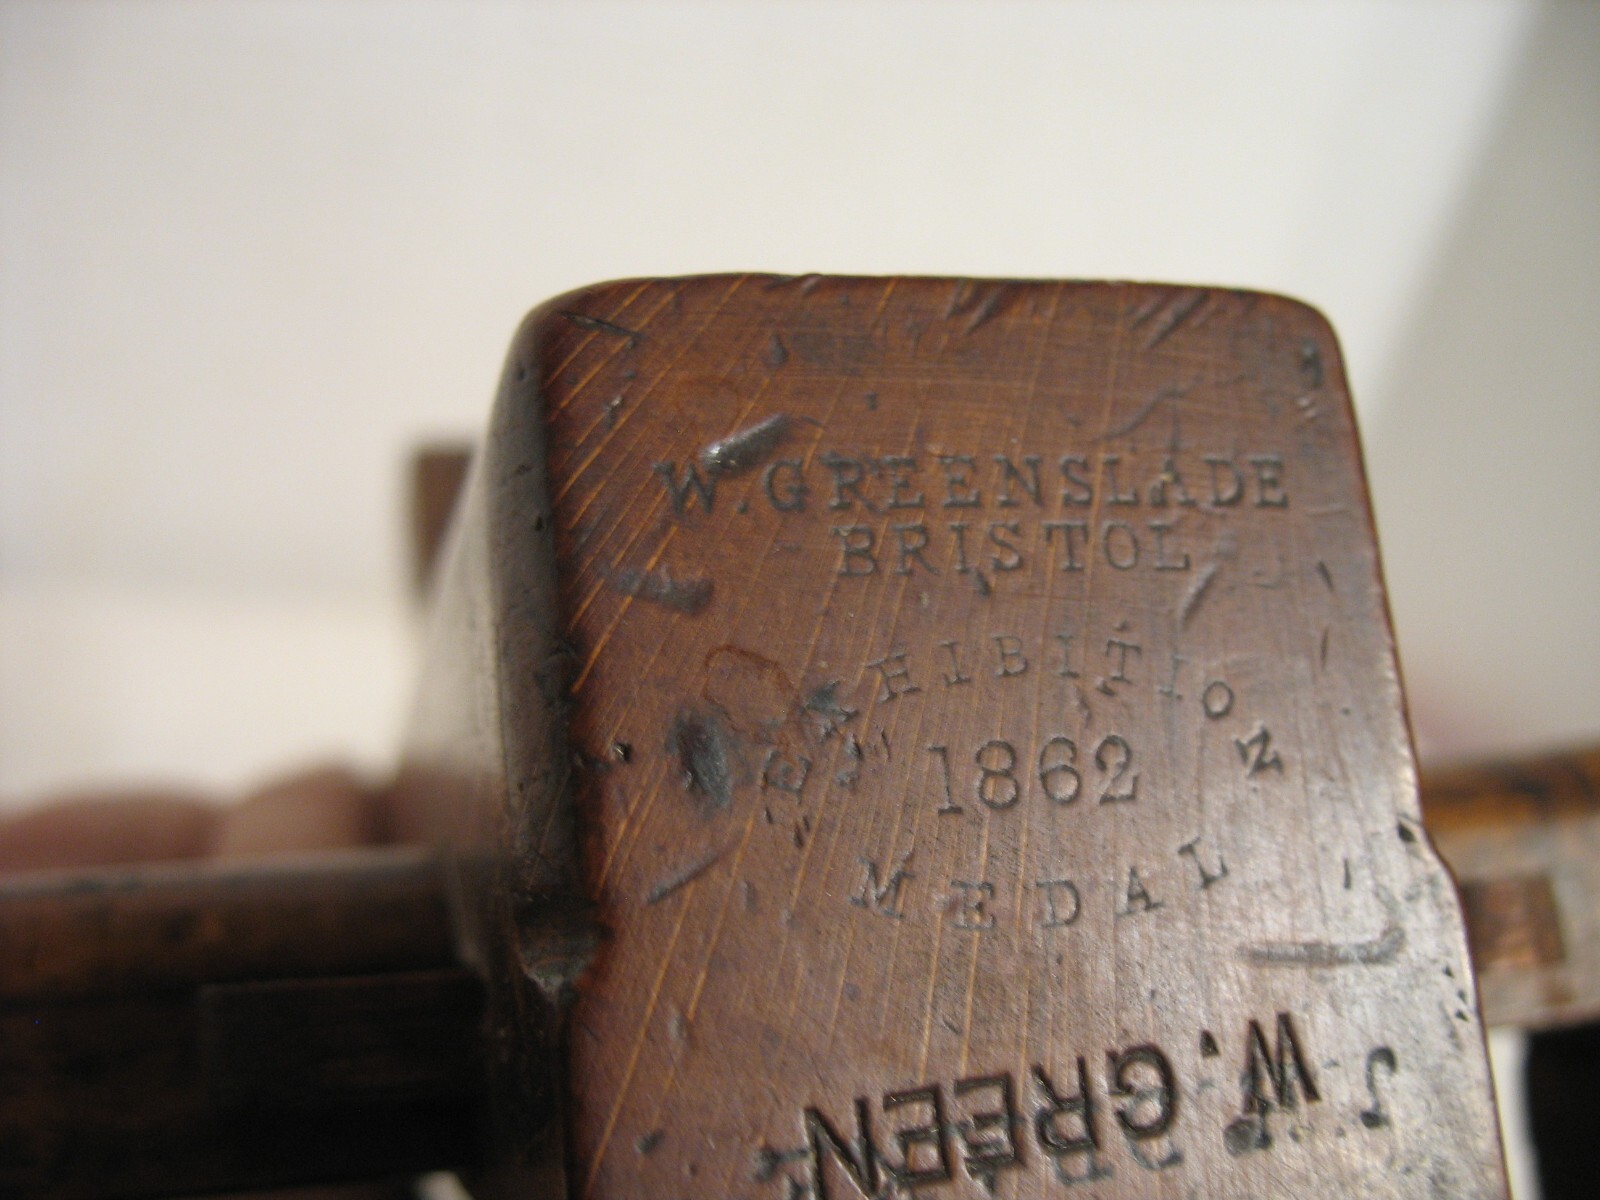 W. GREENSLADE
BRISTOL
EXHIBITION
1862
MEDAL
W. GREEN